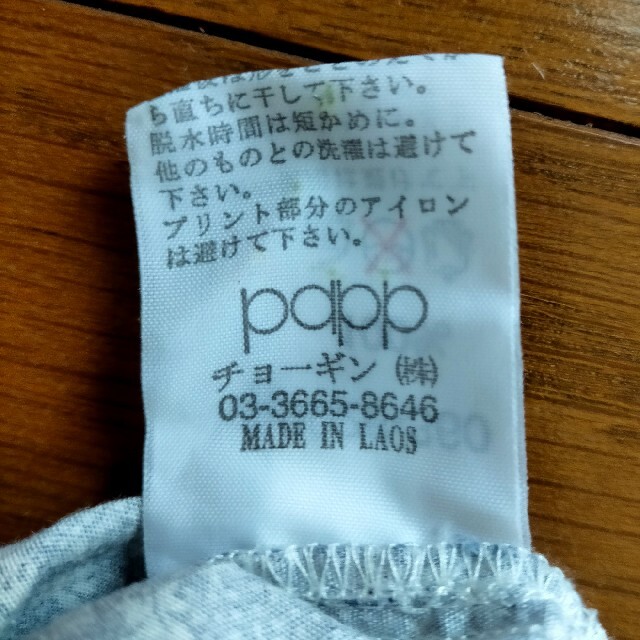 ら直ちに干して下さい。
脱水時間は短かめに。
他のものとの洗濯は避けて
下さい。
プリント部分のアイロン
は避けて下さい。
papp
チョーギン㈱
03-3665-8646
MADE IN LAOS